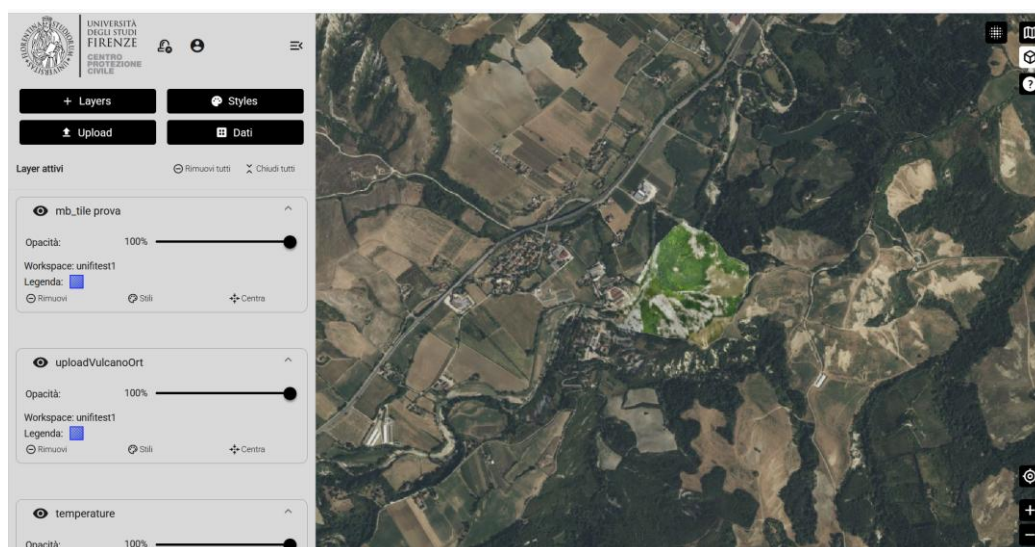 UNIVERSITÀ
DEGLI STUDI
FIRENZE
CENTRO
PROTEZIONE
CIVILE
+ Layers
Styles
Upload
Dati
Layer attivi
Rimuovi tutti
Chiudi tutti
mb_tile prova
Opacità: 100%
Workspace: unifitest1
Legenda:
Rimuovi
Stili
Centra
uploadVulcanoOrt
Opacità: 100%
Workspace: unifitest1
Legenda:
Rimuovi
Stili
Centra
temperature
Opacità: 100%